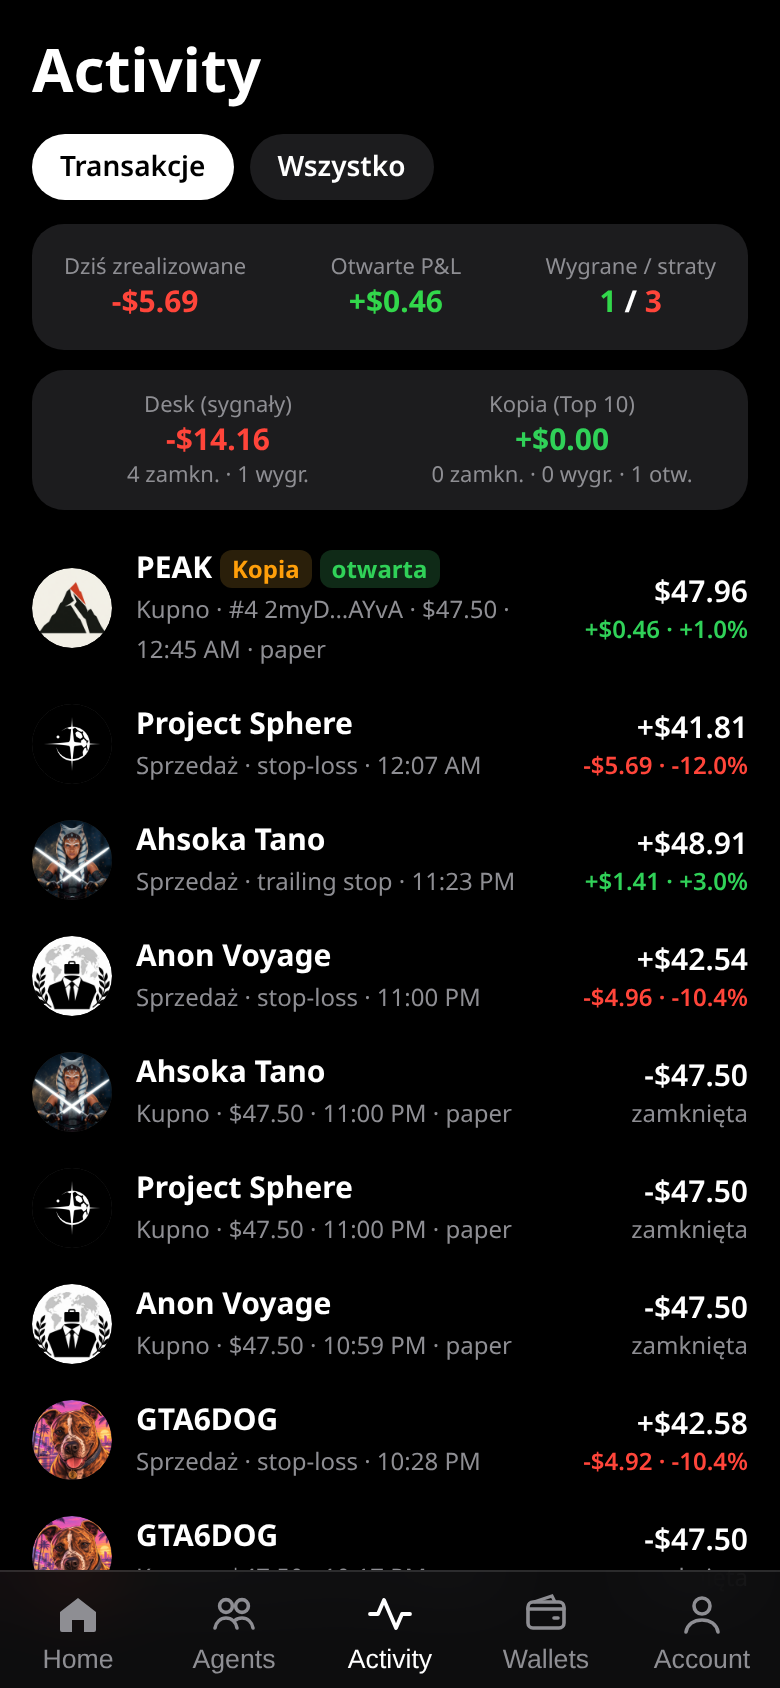 Activity
Transakcje Wszystko
Dziś zrealizowane Otwarte P&L Wygrane / straty
-$5.69 +$0.46 1 / 3
Desk (sygnały) Kopia (Top 10)
-$14.16 +$0.00
4 zamkn. · 1 wygr. 0 zamkn. · 0 wygr. · 1 otw.
PEAK Kopia otwarta
$47.96
Kupno · #4 2myD...AYvA · $47.50 ·
+$0.46 · +1.0%
12:45 AM · paper
Project Sphere +$41.81
Sprzedaż · stop-loss · 12:07 AM -$5.69 · -12.0%
Ahsoka Tano +$48.91
Sprzedaż · trailing stop · 11:23 PM +$1.41 · +3.0%
Anon Voyage +$42.54
Sprzedaż · stop-loss · 11:00 PM -$4.96 · -10.4%
Ahsoka Tano -$47.50
Kupno · $47.50 · 11:00 PM · paper zamknięta
Project Sphere -$47.50
Kupno · $47.50 · 11:00 PM · paper zamknięta
Anon Voyage -$47.50
Kupno · $47.50 · 10:59 PM · paper zamknięta
GTA6DOG +$42.58
Sprzedaż · stop-loss · 10:28 PM -$4.92 · -10.4%
GTA6DOG -$47.50
Home Agents Activity Wallets Account